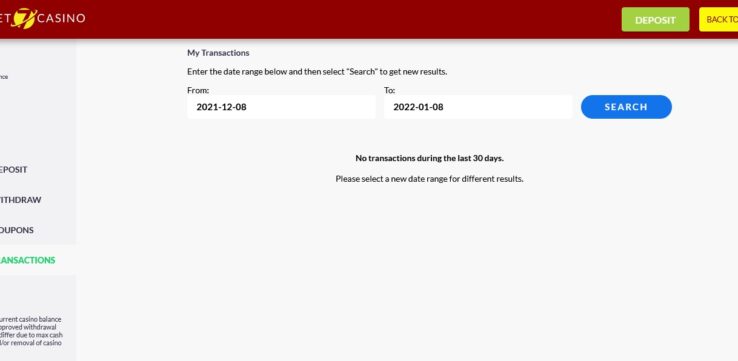 ET CASINO
DEPOSIT
BACK TO
My Transactions
Enter the date range below and then select "Search" to get new results.
From:
To:
2021-12-08
2022-01-08
SEARCH
No transactions during the last 30 days.
Please select a new date range for different results.
nce
EPOSIT
ITHDRAW
OUPONS
ANSACTIONS
urrent casino balance
pproved withdrawal
differ due to max cash
/or removal of casino